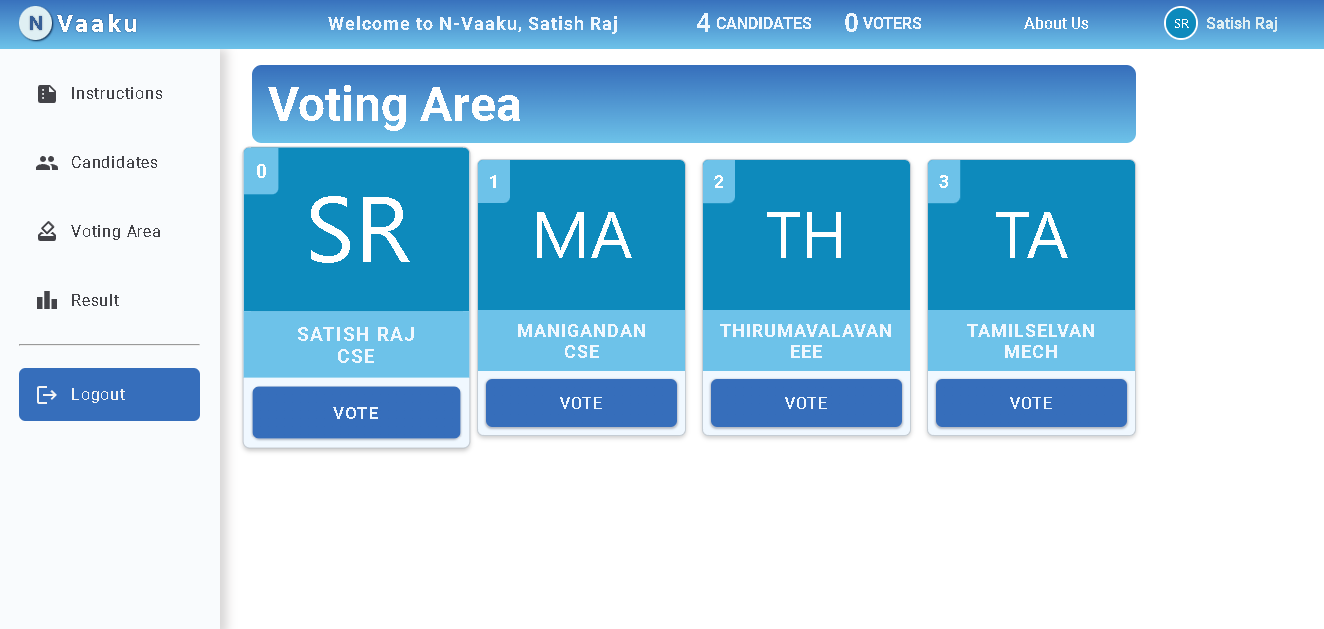 N Vaaku
Welcome to N-Vaaku, Satish Raj
4 CANDIDATES
0 VOTERS
About Us
SR Satish Raj
Instructions
Candidates
Voting Area
Result
Logout
Voting Area
0
SR
SATISH RAJ
CSE
VOTE
1
MA
MANIGANDAN
CSE
VOTE
2
TH
THIRUMAVALAVAN
EEE
VOTE
3
TA
TAMILSELVAN
MECH
VOTE